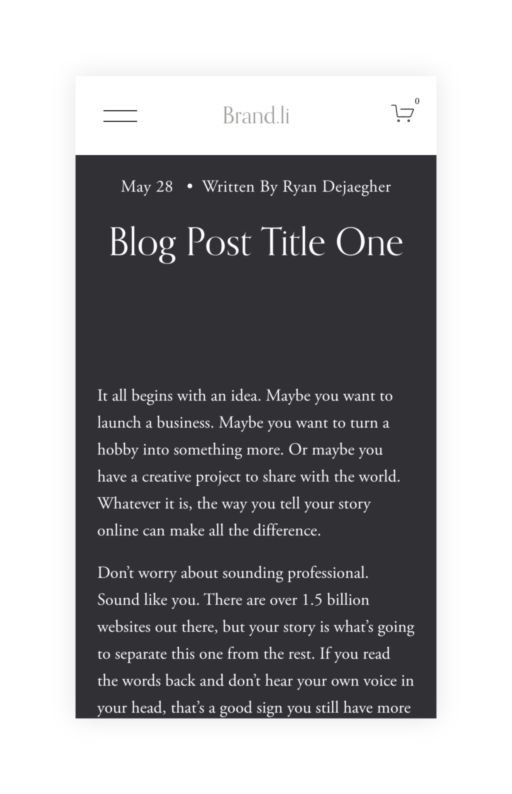 Brand.li
0
May 28 • Written By Ryan Dejaegher
Blog Post Title One
It all begins with an idea. Maybe you want to
launch a business. Maybe you want to turn a
hobby into something more. Or maybe you
have a creative project to share with the world.
Whatever it is, the way you tell your story
online can make all the difference.
Don’t worry about sounding professional.
Sound like you. There are over 1.5 billion
websites out there, but your story is what’s going
to separate this one from the rest. If you read
the words back and don’t hear your own voice in
your head, that’s a good sign you still have more